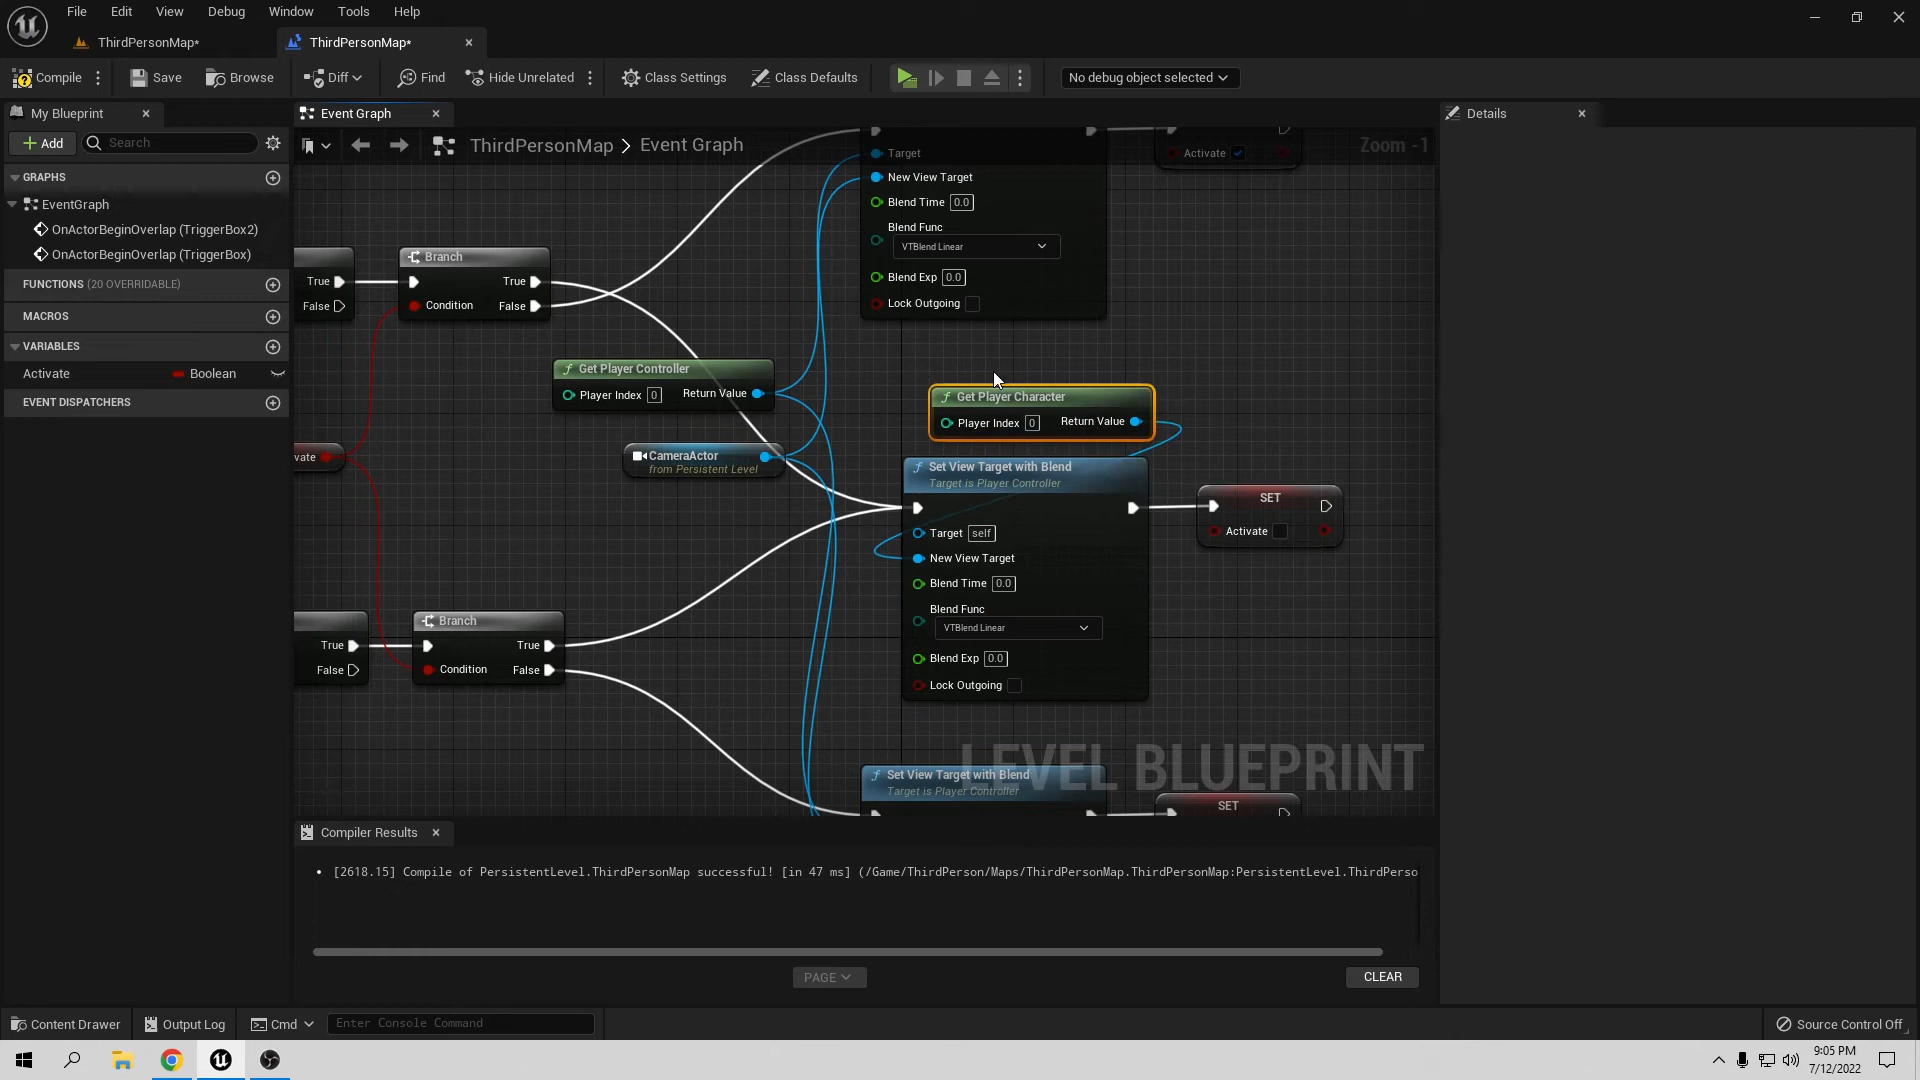 File Edit View Debug Window Tools Help
ThirdPersonMap* ThirdPersonMap*
Compile Save Browse Diff Find Hide Unrelated Class Settings Class Defaults No debug object selected
My Blueprint
Event Graph
Details
Add Search
ThirdPersonMap > Event Graph
Zoom -1
GRAPHS
EventGraph
OnActorBeginOverlap (TriggerBox2)
OnActorBeginOverlap (TriggerBox)
FUNCTIONS (20 OVERRIDABLE)
MACROS
VARIABLES
Activate Boolean
EVENT DISPATCHERS
Target
New View Target
Blend Time 0.0
Blend Func
VTBlend Linear
Blend Exp 0.0
Lock Outgoing
Activate
True
False
Branch
True
Condition False
Get Player Controller
Player Index 0 Return Value
CameraActor
from Persistent Level
vate
Get Player Character
Player Index 0 Return Value
Set View Target with Blend
Target is Player Controller
Target self
New View Target
Blend Time 0.0
Blend Func
VTBlend Linear
Blend Exp 0.0
Lock Outgoing
SET
Activate
True
False
Branch
True
Condition False
Set View Target with Blend
Target is Player Controller
SET
LEVEL BLUEPRINT
Compiler Results
[2618.15] Compile of PersistentLevel.ThirdPersonMap successful! [in 47 ms] (/Game/ThirdPerson/Maps/ThirdPersonMap.ThirdPersonMap:PersistentLevel.ThirdPerso
PAGE
CLEAR
Content Drawer Output Log Cmd Enter Console Command
Source Control Off
9:05 PM
7/12/2022